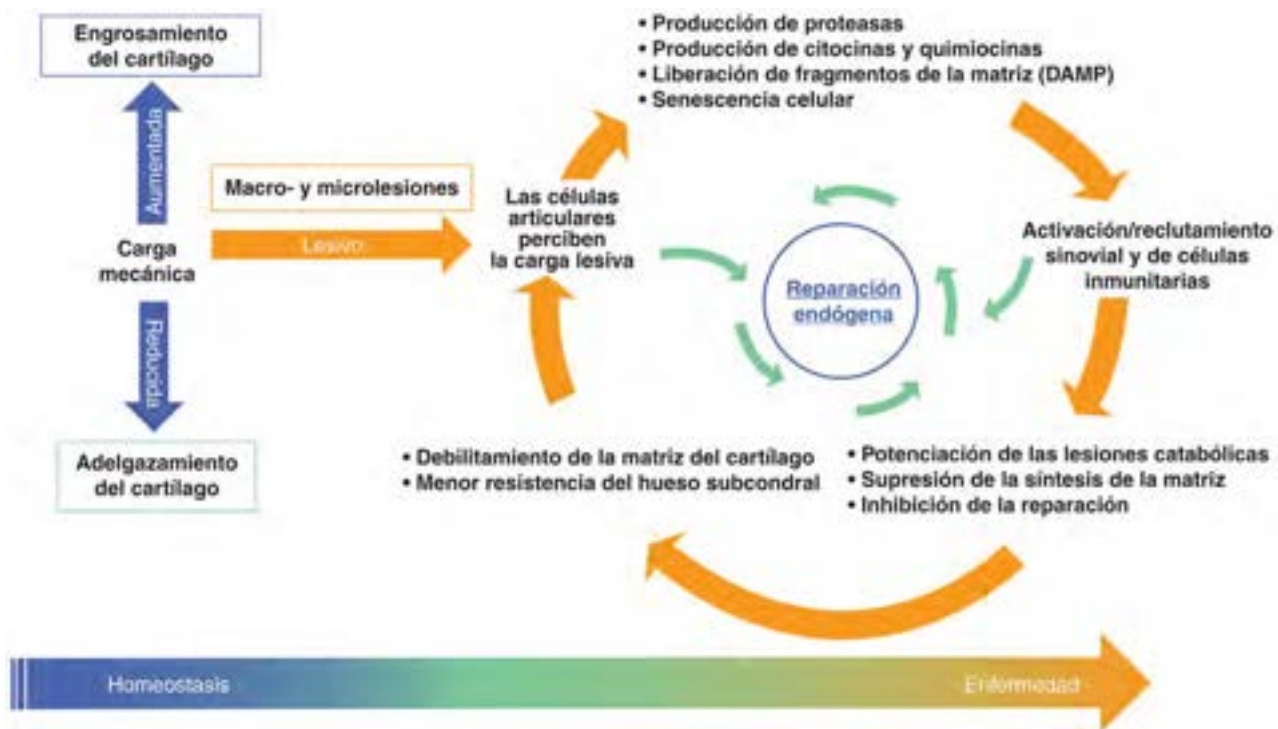 Engrosamiento
del cartílago
Aumentada
Carga
mecánica
Reducida
Adelgazamiento
del cartílago
Macro- y microlesiones
Lesivo
Las células
articulares
perciben
la carga lesiva
• Producción de proteasas
• Producción de citocinas y quimiocinas
• Liberación de fragmentos de la matriz (DAMP)
• Senescencia celular
Activación/reclutamiento
sinovial y de células
inmunitarias
Reparación
endógena
• Debilitamiento de la matriz del cartílago
• Menor resistencia del hueso subcondral
• Potenciación de las lesiones catabólicas
• Supresión de la síntesis de la matriz
• Inhibición de la reparación
Homeostasis
Enfermedad